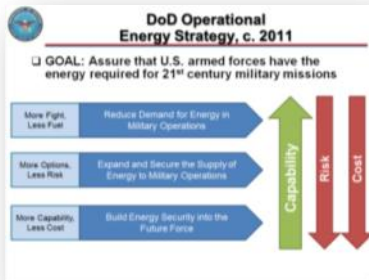 DoD Operational
Energy Strategy, c. 2011
GOAL: Assure that U.S. armed forces have the
energy required for 21st century military missions
More Fight,
Less Fuel
Reduce Demand for Energy in
Military Operations
More Options,
Less Risk
Expand and Secure the Supply of
Energy to Military Operations
More Capability,
Less Cost
Build Energy Security into the
Future Force
Capability
Risk
Cost